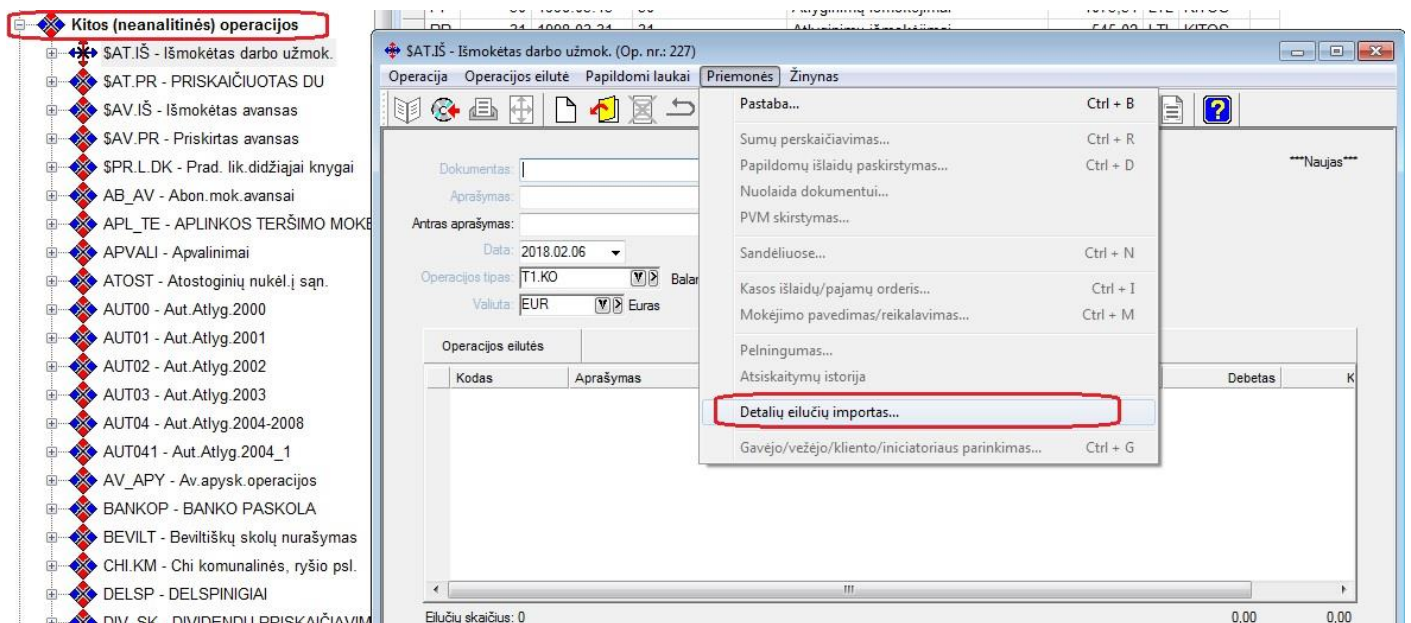 Kitos (neanalitinės) operacijos
$AT.IŠ - Išmokėtas darbo užmok.
$AT.PR - PRISKAIČIUOTAS DU
$AV.IŠ - Išmokėtas avansas
$AV.PR - Priskirtas avansas
$PR.L.DK - Prad. lik.didžiajai knygai
AB_AV - Abon.mok.avansai
APL_TE - APLINKOS TERŠIMO MOKE
APVALI - Apvalinimai
ATOST - Atostoginių nukėl.į sąn.
AUT00 - Aut.Atlyg.2000
AUT01 - Aut.Atlyg.2001
AUT02 - Aut.Atlyg.2002
AUT03 - Aut.Atlyg.2003
AUT04 - Aut.Atlyg.2004-2008
AUT041 - Aut.Atlyg.2004_1
AV_APY - Av.apysk.operacijos
BANKOP - BANKO PASKOLA
BEVILT - Beviltiškų skolų nurašymas
CHI.KM - Chi komunalinės, ryšio psl.
DELSP - DELSPINIGIAI
DIV_SK - DIVIDENDŲ PRISKAIČIAVIM
$AT.IŠ - Išmokėtas darbo užmok. (Op. nr.: 227)
Operacija Operacijos eilutė Papildomi laukai Priemonės Žinynas
Pastaba... Ctrl + B
Sumų perskaičiavimas... Ctrl + R
Papildomų išlaidų paskirstymas... Ctrl + D
Nuolaida dokumentui...
PVM skirstymas...
Sandėliuose... Ctrl + N
Kasos išlaidų/pajamų orderis... Ctrl + I
Mokėjimo pavedimas/reikalavimas... Ctrl + M
Pelningumas...
Atsiskaitymų istorija
Detalių eilučių importas...
Gavėjo/vežėjo/kliento/iniciatoriaus parinkimas... Ctrl + G
***Naujas***
Dokumentas:
Aprašymas:
Antras aprašymas:
Data: 2018.02.06
Operacijos tipas: T1.KO Balan
Valiuta: EUR Euras
Operacijos eilutės
Kodas Aprašymas Debetas K
Eilučių skaičius: 0 0,00 0,00